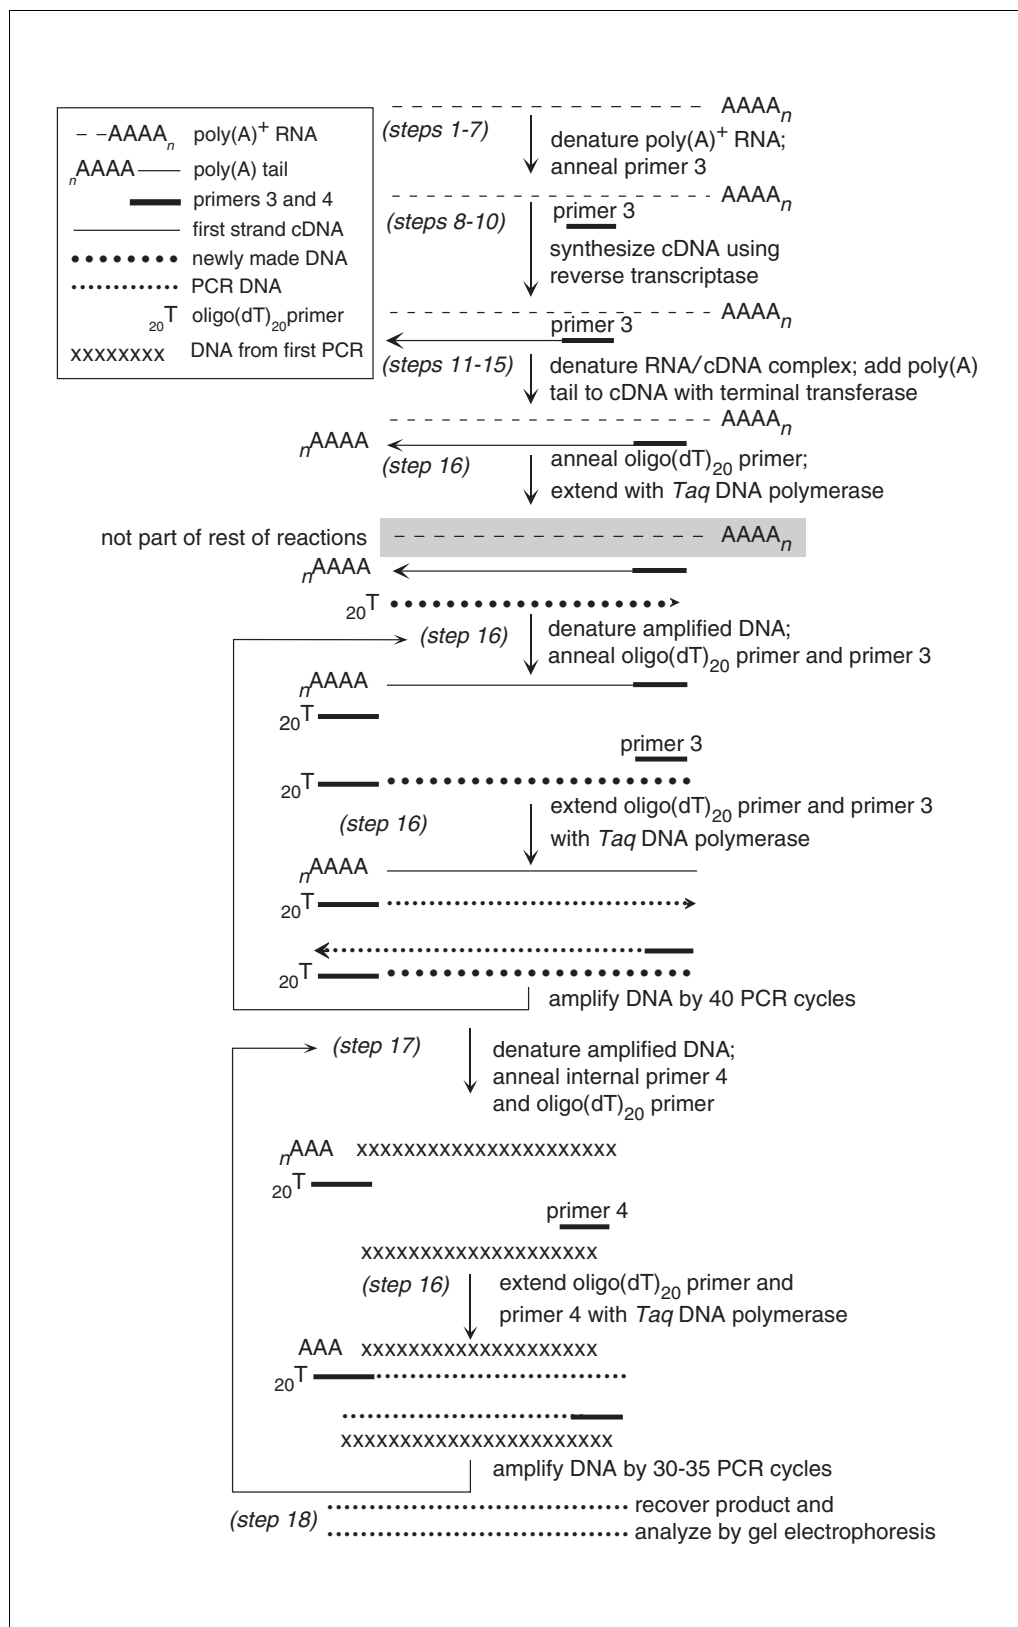 - - AAAAn poly(A)+ RNA
nAAAA poly(A) tail
primers 3 and 4
first strand cDNA
newly made DNA
PCR DNA
20T oligo(dT)20primer
xxxxxxxx DNA from first PCR
AAAAn
(steps 1-7)
denature poly(A)+ RNA;
anneal primer 3
AAAAn
(steps 8-10)
primer 3
synthesize cDNA using
reverse transcriptase
AAAAn
primer 3
(steps 11-15)
denature RNA/cDNA complex; add poly(A)
tail to cDNA with terminal transferase
AAAAn
nAAAA
(step 16)
anneal oligo(dT)20 primer;
extend with Taq DNA polymerase
not part of rest of reactions AAAAn
nAAAA
20T
(step 16)
denature amplified DNA;
anneal oligo(dT)20 primer and primer 3
nAAAA
20T
primer 3
20T
(step 16)
extend oligo(dT)20 primer and primer 3
with Taq DNA polymerase
nAAAA
20T
20T
amplify DNA by 40 PCR cycles
(step 17)
denature amplified DNA;
anneal internal primer 4
and oligo(dT)20 primer
nAAA xxxxxxxxxxxxxxxxxxxxxx
20T
primer 4
xxxxxxxxxxxxxxxxxxxx
(step 16)
extend oligo(dT)20 primer and
primer 4 with Taq DNA polymerase
AAA xxxxxxxxxxxxxxxxxxxx
20T
xxxxxxxxxxxxxxxxxxxxxxx
amplify DNA by 30-35 PCR cycles
(step 18)
recover product and
analyze by gel electrophoresis